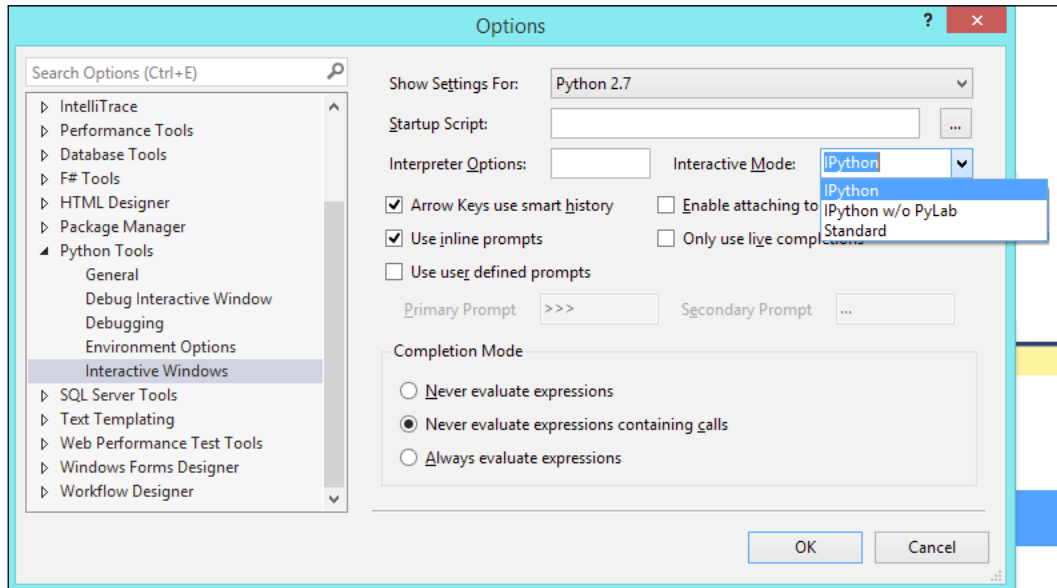 Options
?
Search Options (Ctrl+E)
IntelliTrace
Performance Tools
Database Tools
F# Tools
HTML Designer
Package Manager
Python Tools
General
Debug Interactive Window
Debugging
Environment Options
Interactive Windows
SQL Server Tools
Text Templating
Web Performance Test Tools
Windows Forms Designer
Workflow Designer
Show Settings For: Python 2.7
Startup Script: ...
Interpreter Options: Interactive Mode: IPython
IPython
IPython w/o PyLab
Standard
Arrow Keys use smart history Enable attaching to
Use inline prompts Only use live completions
Use user defined prompts
Primary Prompt >>> Secondary Prompt ...
Completion Mode
Never evaluate expressions
Never evaluate expressions containing calls
Always evaluate expressions
OK Cancel